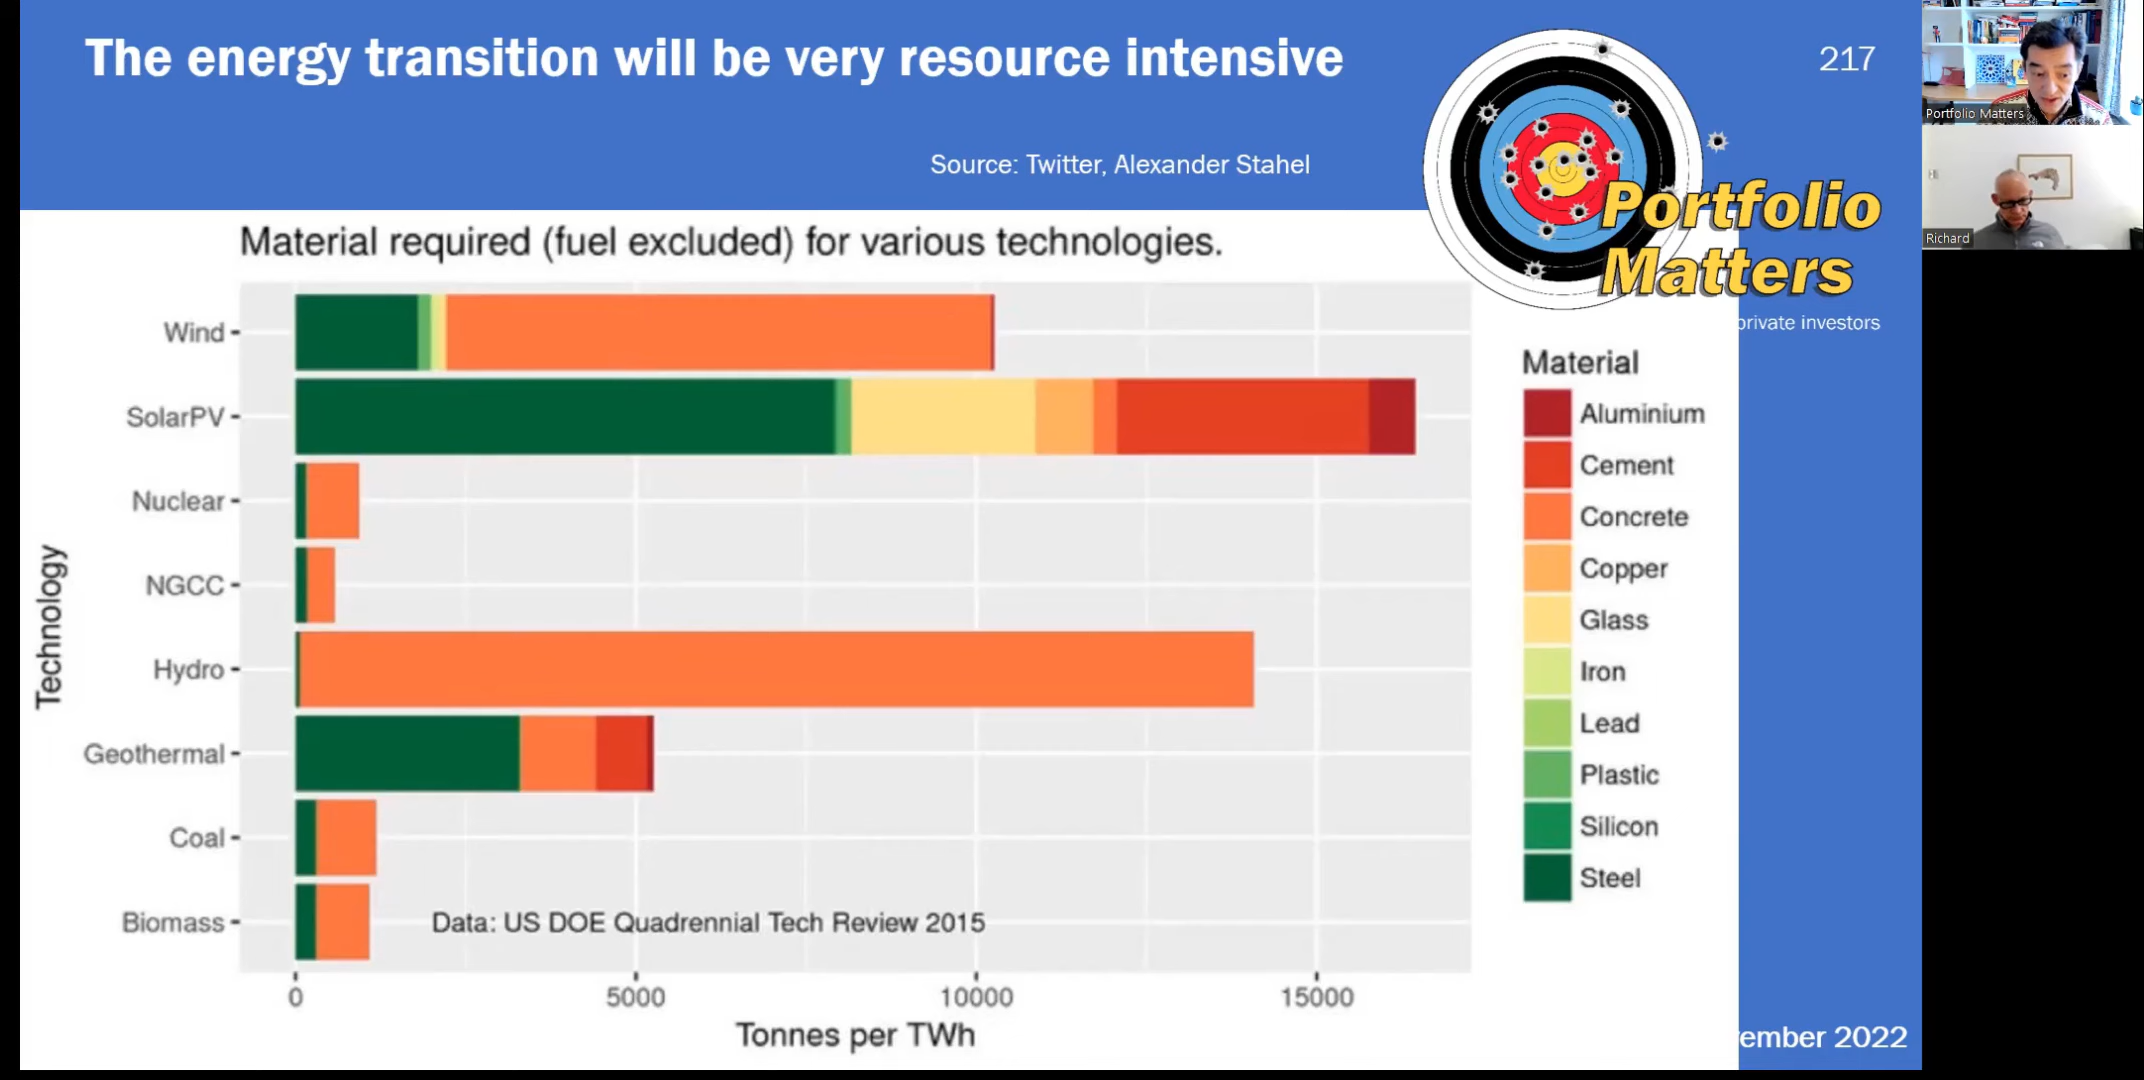 The energy transition will be very resource intensive
217
Source: Twitter, Alexander Stahel
Portfolio
Matters
private investors
Material required (fuel excluded) for various technologies.
Technology
Wind
SolarPV
Nuclear
NGCC
Hydro
Geothermal
Coal
Biomass
Data: US DOE Quadrennial Tech Review 2015
0
5000
10000
15000
Tonnes per TWh
Material
Aluminium
Cement
Concrete
Copper
Glass
Iron
Lead
Plastic
Silicon
Steel
ember 2022
Portfolio Matters
Richard